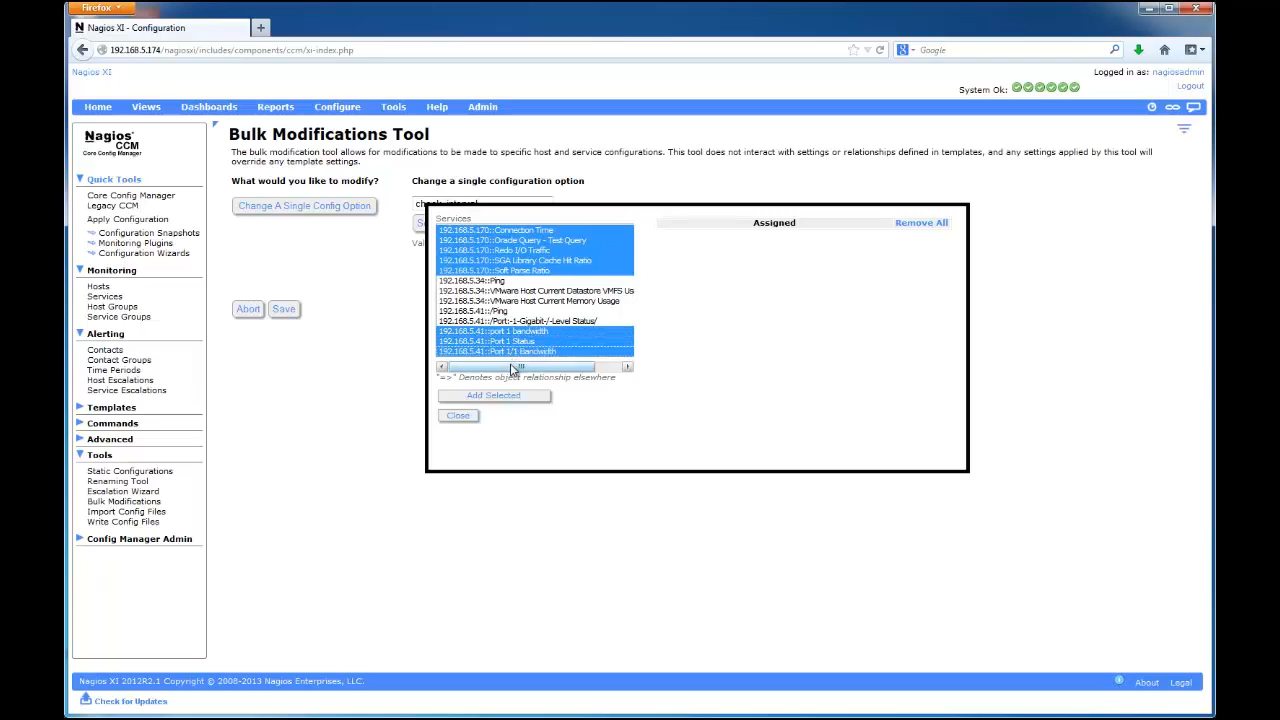 Firefox
Nagios XI - Configuration
192.168.5.174/nagiosxi/includes/components/ccm/xi-index.php
Google
Nagios XI
Logged in as: nagiosadmin
System Ok:
Logout
Home Views Dashboards Reports Configure Tools Help Admin
Nagios
CCM
Core Config Manager
Quick Tools
Core Config Manager
Legacy CCM
Apply Configuration
Configuration Snapshots
Monitoring Plugins
Configuration Wizards
Monitoring
Hosts
Services
Host Groups
Service Groups
Alerting
Contacts
Contact Groups
Time Periods
Host Escalations
Service Escalations
Templates
Commands
Advanced
Tools
Static Configurations
Renaming Tool
Escalation Wizard
Bulk Modifications
Import Config Files
Write Config Files
Config Manager Admin
Bulk Modifications Tool
The bulk modification tool allows for modifications to be made to specific host and service configurations. This tool does not interact with settings or relationships defined in templates, and any settings applied by this tool will
override any template settings.
What would you like to modify?
Change A Single Config Option
Abort Save
Change a single configuration option
Services
192.168.5.170::Connection Time
192.168.5.170::Oracle Query - Test Query
192.168.5.170::Redo I/O Traffic
192.168.5.170::SGA Library Cache Hit Ratio
192.168.5.170::Soft Parse Ratio
192.168.5.34::Ping
192.168.5.34::VMware Host Current Datastore VMFS Us
192.168.5.34::VMware Host Current Memory Usage
192.168.5.41::/Ping
192.168.5.41::/Port:-1-Gigabit-/-Level Status/
192.168.5.41::port 1 bandwidth
192.168.5.41::Port 1 Status
192.168.5.41::Port 1/1 Bandwidth
"=>" Denotes object relationship elsewhere
Add Selected
Close
Assigned Remove All
Nagios XI 2012R2.1 Copyright © 2008-2013 Nagios Enterprises, LLC.
About Legal
Check for Updates